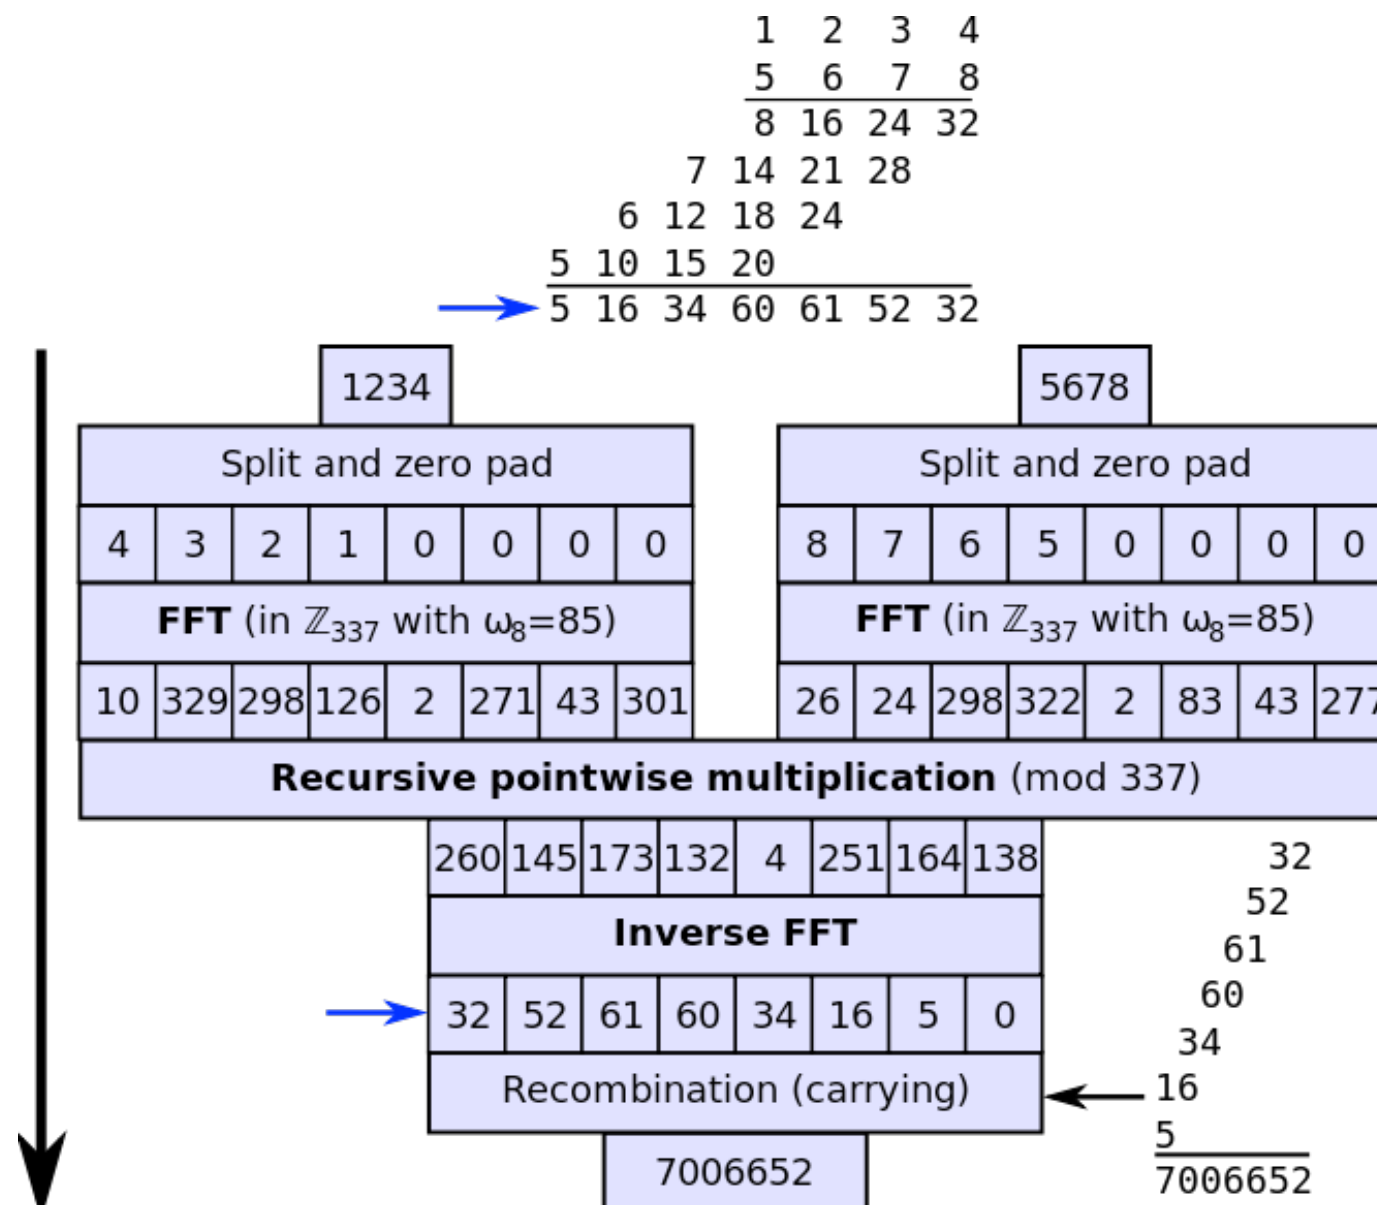 1 2 3 4
5 6 7 8
8 16 24 32
7 14 21 28
6 12 18 24
5 10 15 20
5 16 34 60 61 52 32
1234 5678
Split and zero pad Split and zero pad
4 3 2 1 0 0 0 0 8 7 6 5 0 0 0 0
FFT (in ℤ₃₃₇ with ω₈=85) FFT (in ℤ₃₃₇ with ω₈=85)
10 329 298 126 2 271 43 301 26 24 298 322 2 83 43 277
Recursive pointwise multiplication (mod 337)
260 145 173 132 4 251 164 138
Inverse FFT
32 52 61 60 34 16 5 0
Recombination (carrying)
7006652
32
52
61
60
34
16
5
7006652